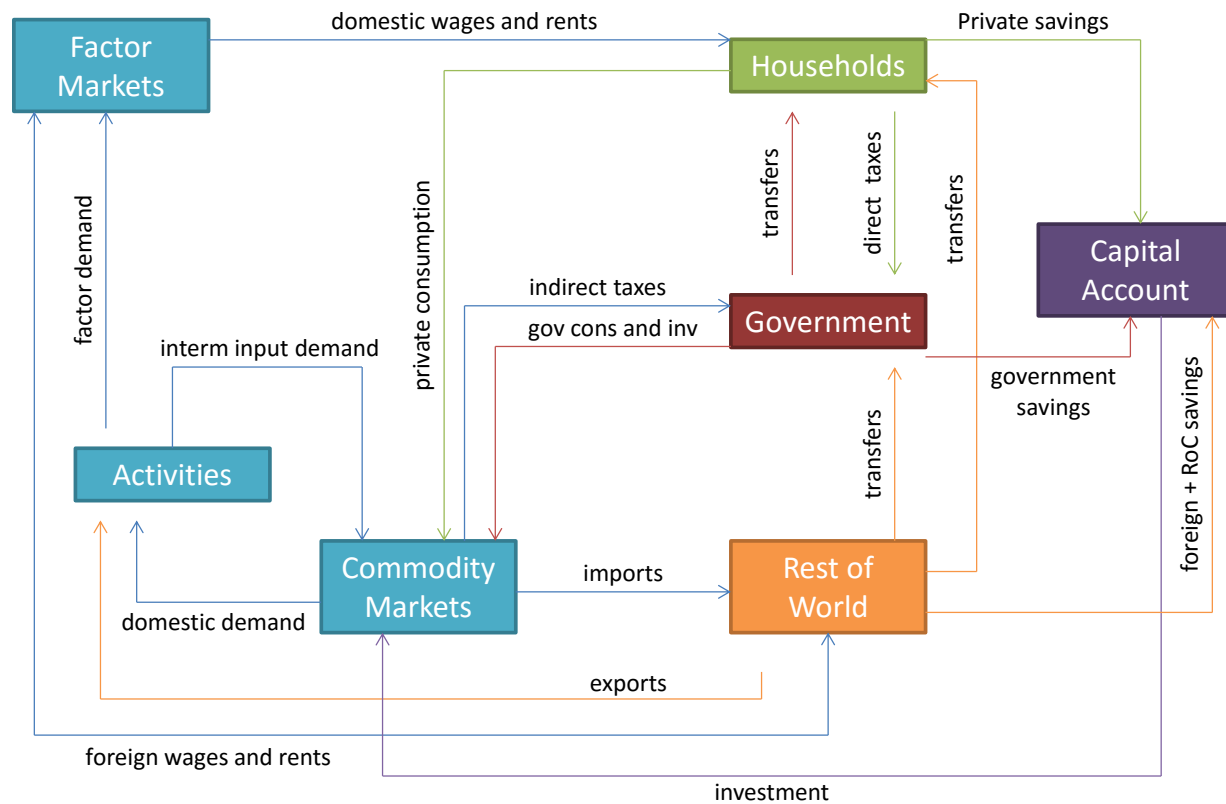 domestic wages and rents
Private savings
Factor
Markets
Households
factor demand
private consumption
transfers
direct  taxes
transfers
Capital
Account
indirect taxes
Government
gov cons and inv
interm input demand
government
savings
foreign + RoC savings
Activities
transfers
Commodity
Markets
imports
Rest of
World
domestic demand
exports
foreign wages and rents
investment